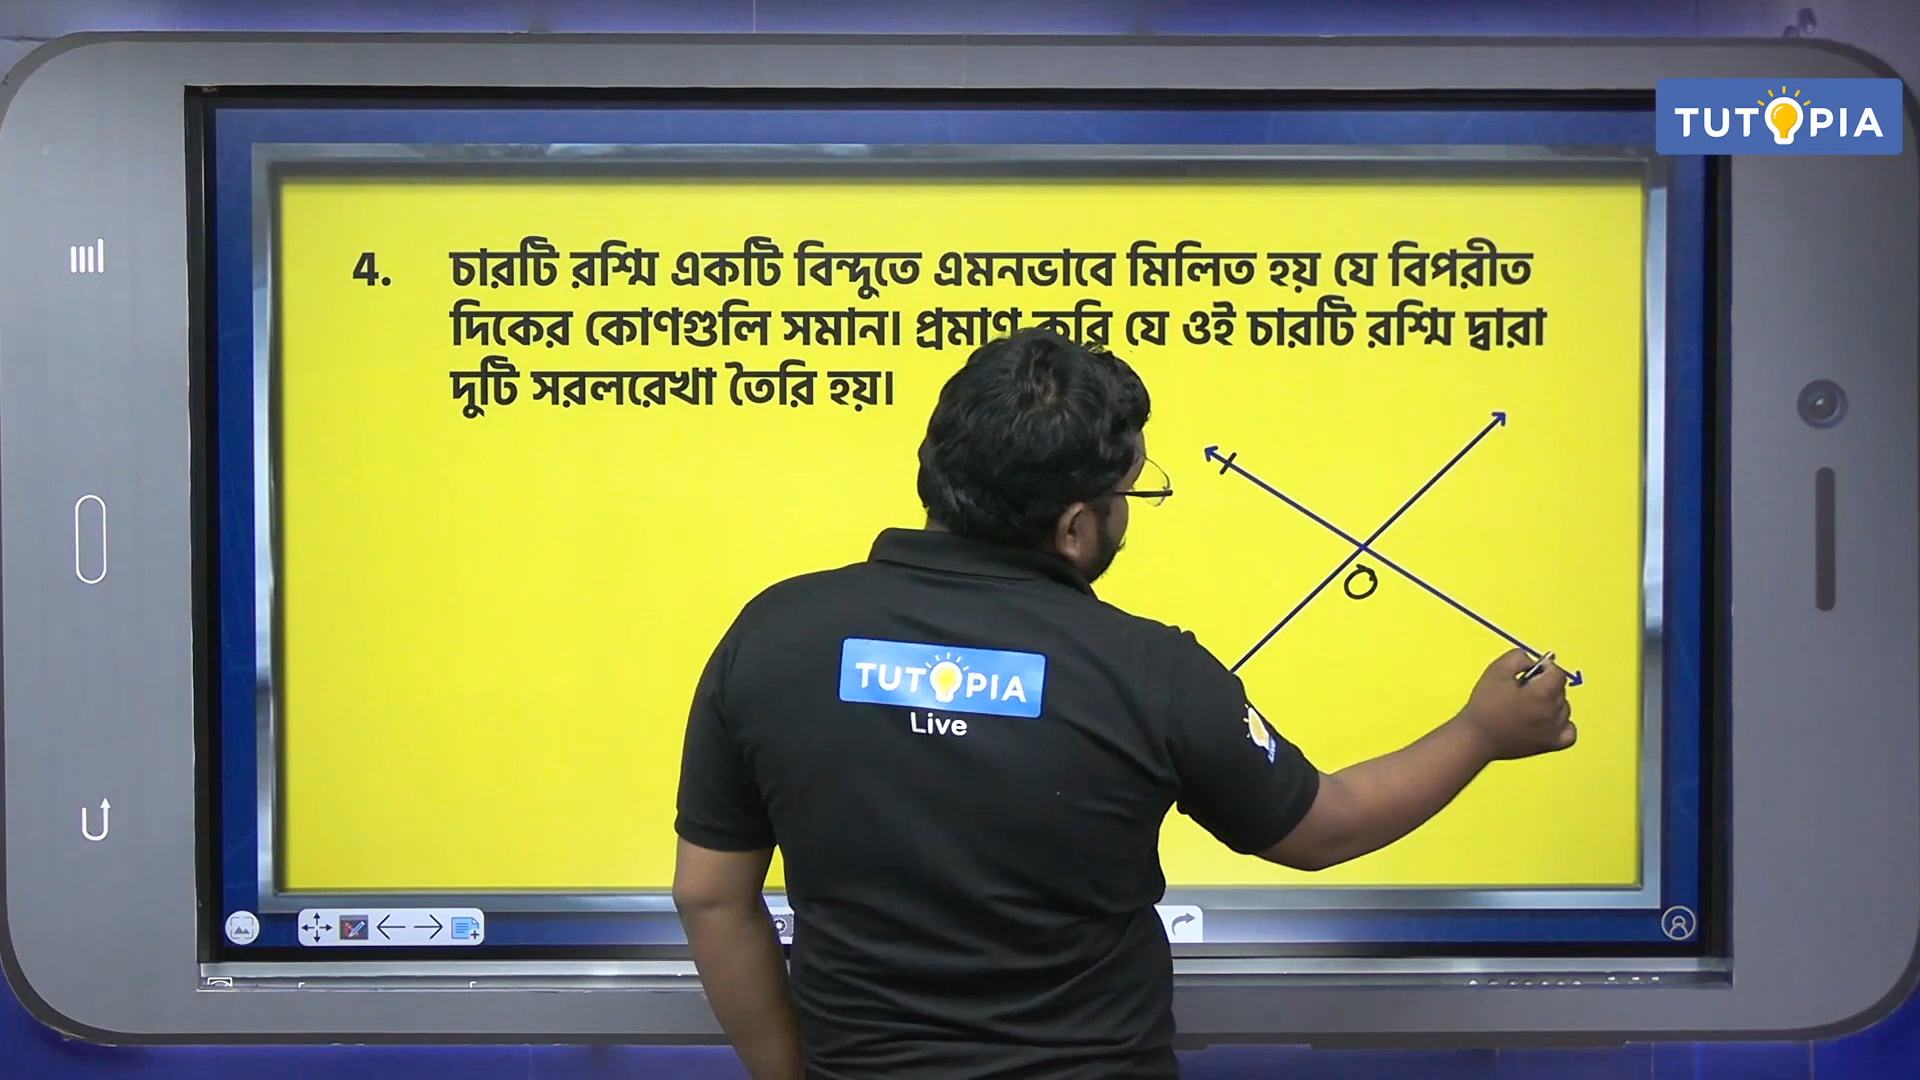 TUTOPIA
4. চারটি রশ্মি একটি বিন্দুতে এমনভাবে মিলিত হয় যে বিপরীত
দিকের কোণগুলি সমান। প্রমাণ করি যে ওই চারটি রশ্মি দ্বারা
দুটি সরলরেখা তৈরি হয়।
O
TUTOPIA
Live